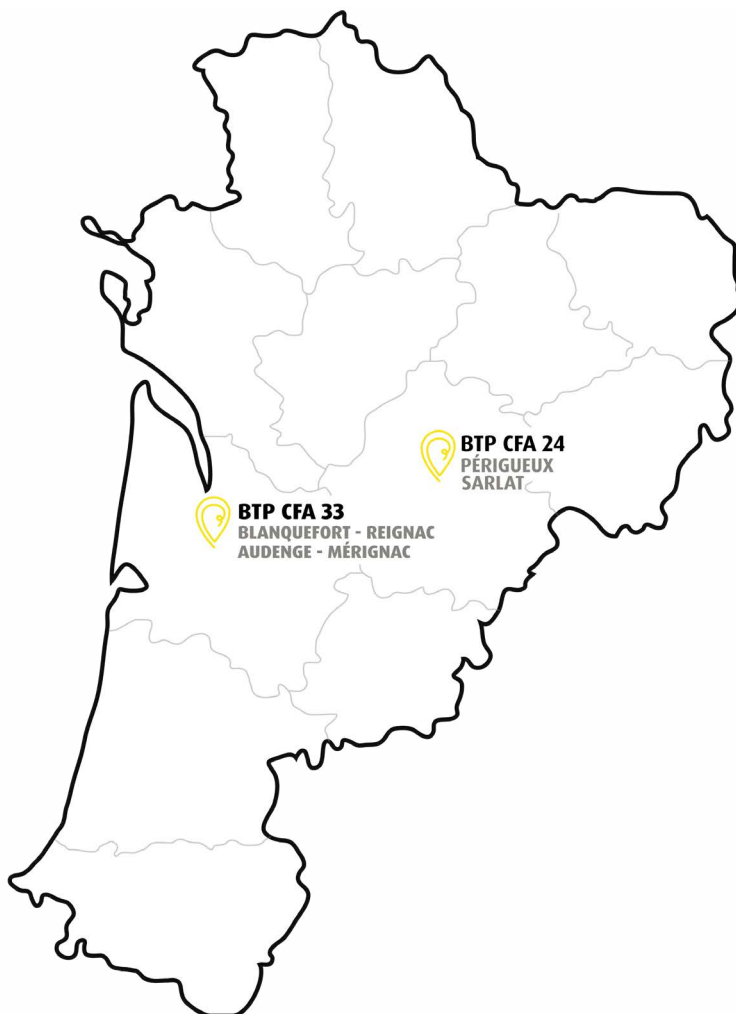 BTP CFA 24
PÉRIGUEUX
SARLAT
BTP CFA 33
BLANQUEFORT - REIGNAC
AUDENGE - MÉRIGNAC